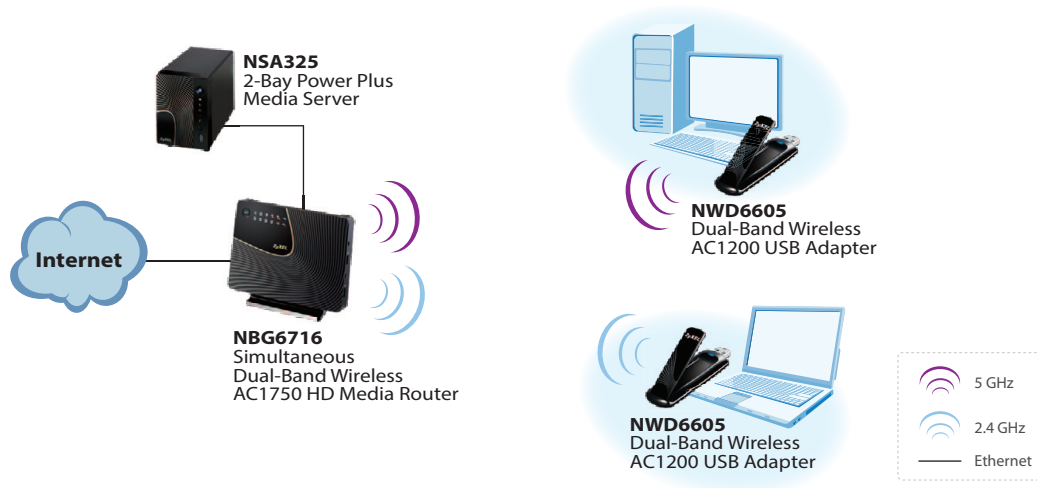 NSA325
2-Bay Power Plus
Media Server
Internet
ZyXEL
NBG6716
Simultaneous
Dual-Band Wireless
AC1750 HD Media Router
NWD6605
Dual-Band Wireless
AC1200 USB Adapter
NWD6605
Dual-Band Wireless
AC1200 USB Adapter
5 GHz
2.4 GHz
Ethernet